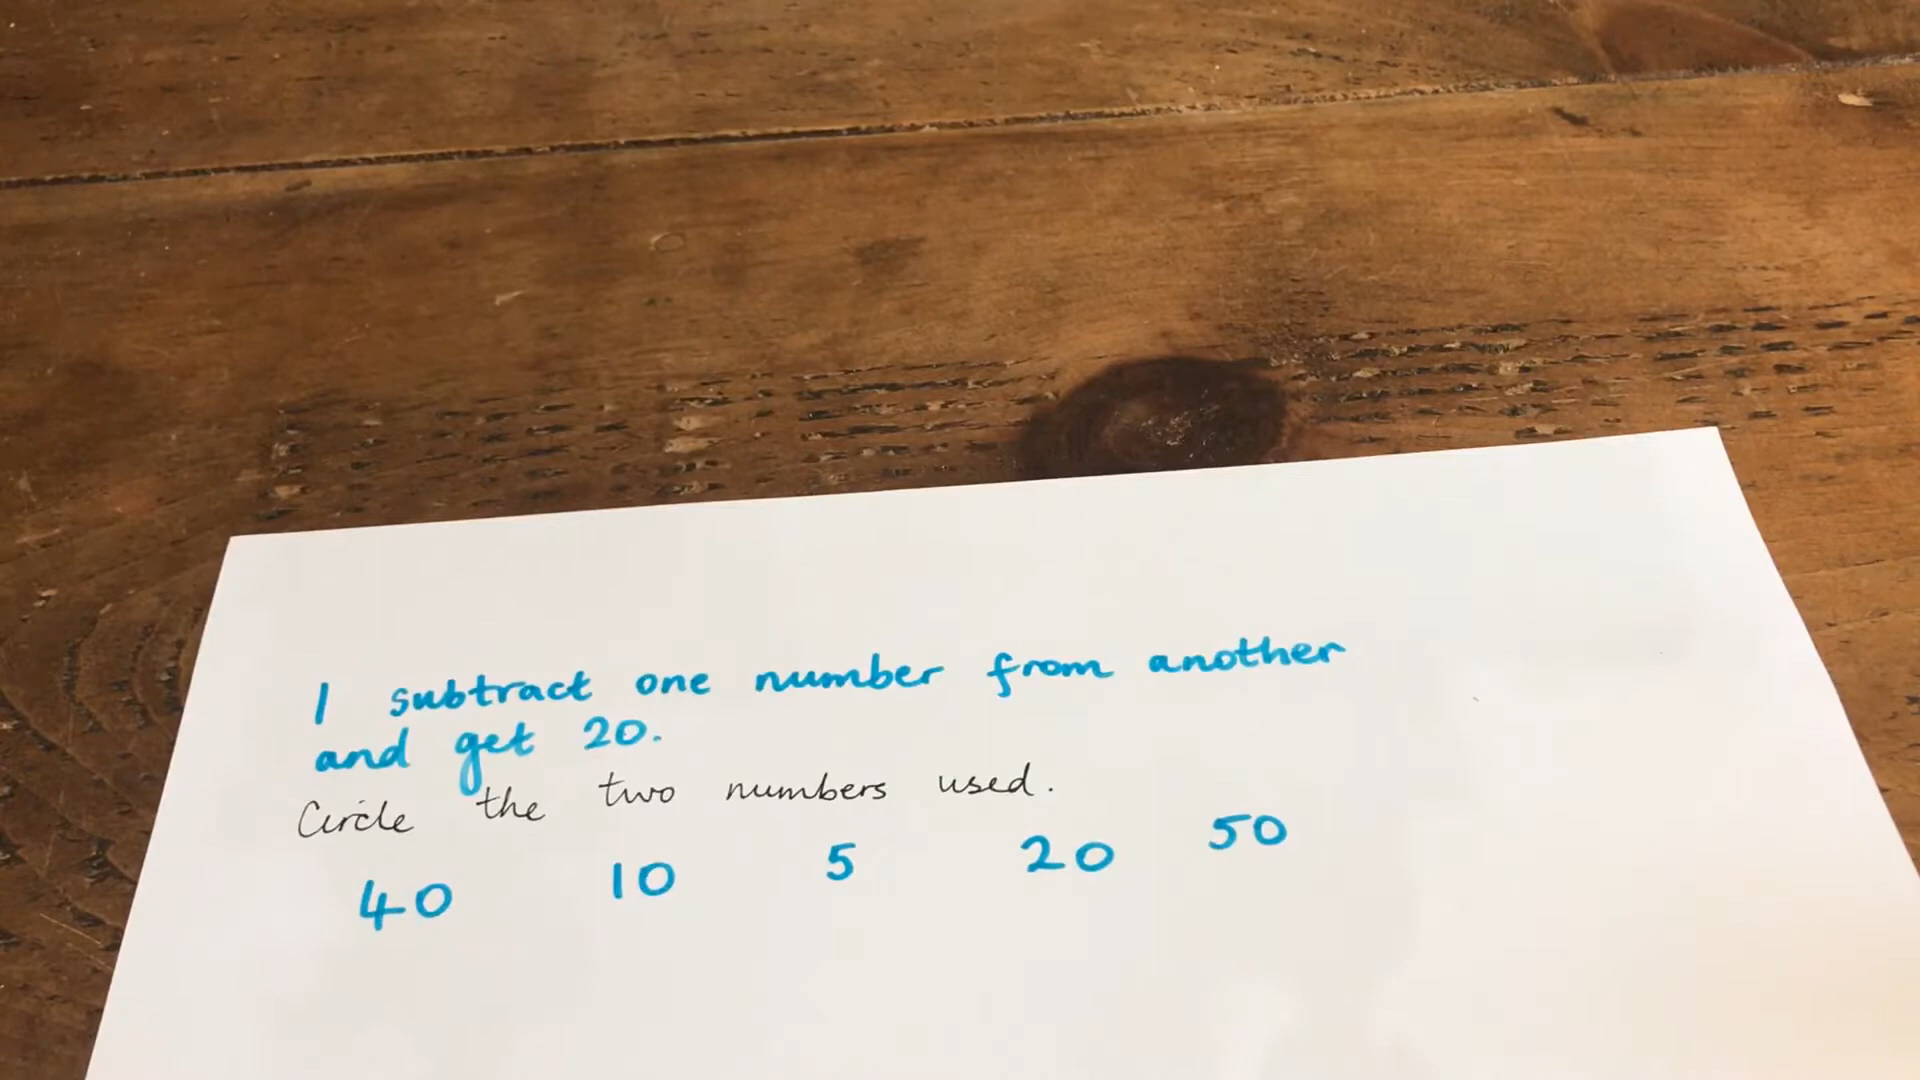 I subtract one number from another
and get 20.
Circle the two numbers used.
40 10 5 20 50